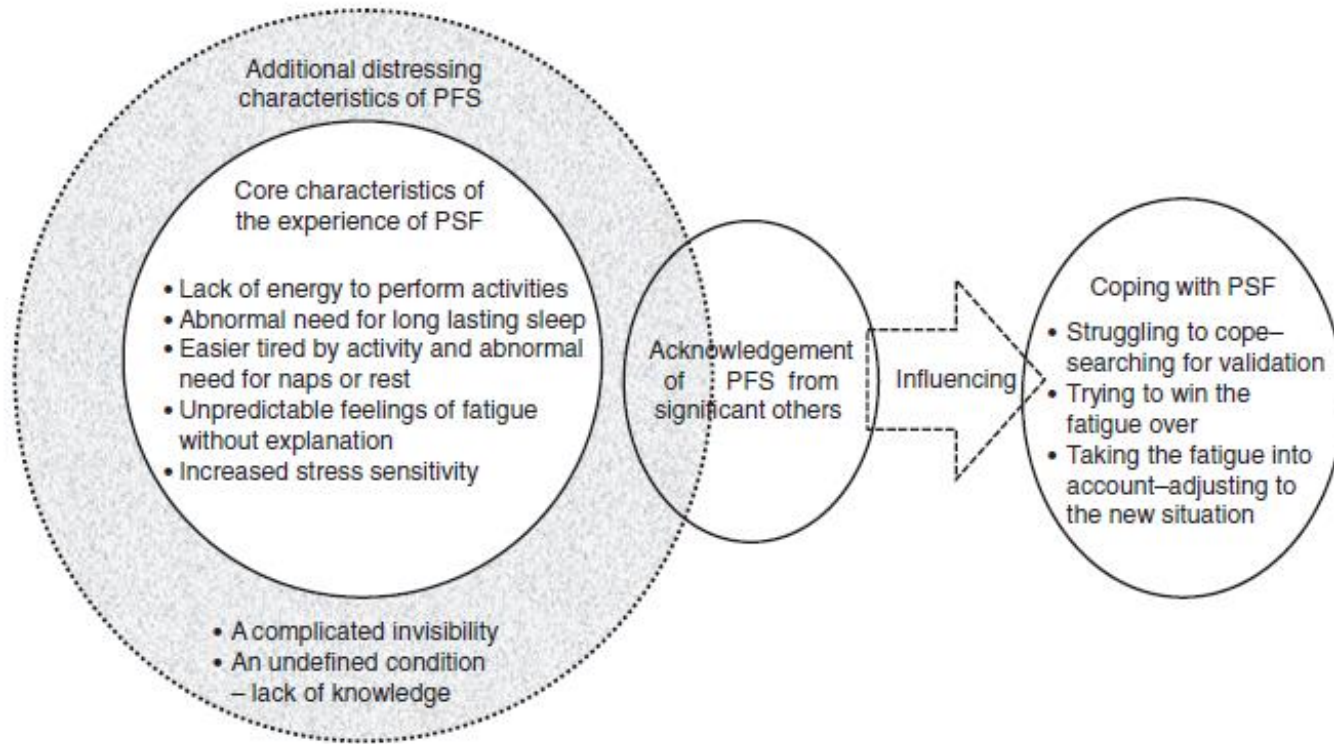 Additional distressing
characteristics of PFS
Core characteristics of
the experience of PSF
• Lack of energy to perform activities
• Abnormal need for long lasting sleep
• Easier tired by activity and abnormal
need for naps or rest
• Unpredictable feelings of fatigue
without explanation
• Increased stress sensitivity
• A complicated invisibility
• An undefined condition
– lack of knowledge
Acknowledgement
of PFS from
significant others
Influencing
Coping with PSF
• Struggling to cope–
searching for validation
• Trying to win the
fatigue over
• Taking the fatigue into
account–adjusting to
the new situation